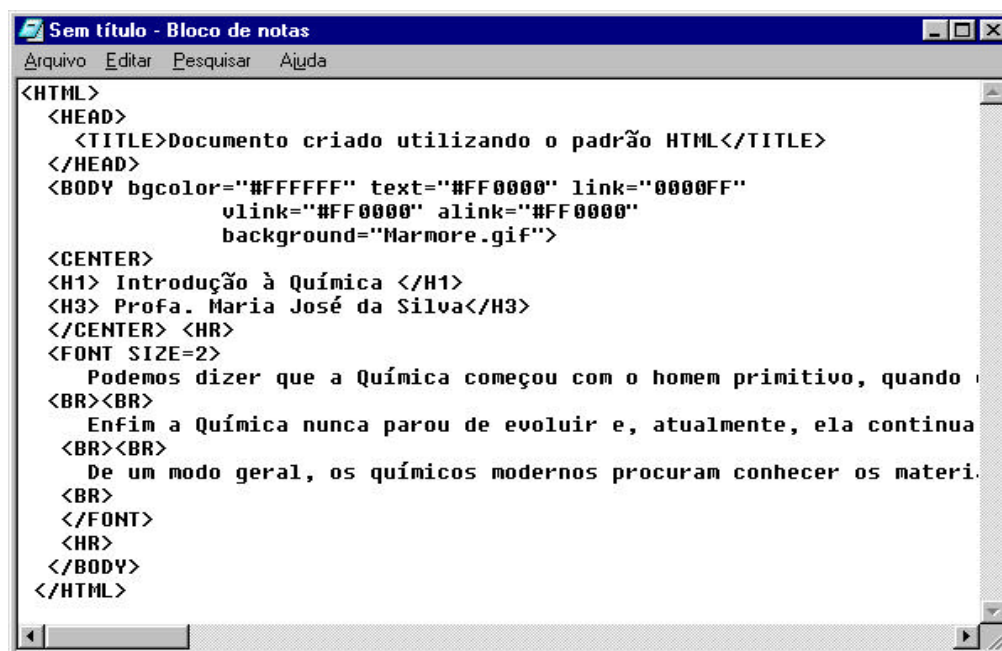 Sem título - Bloco de notas
Arquivo Editar Pesquisar Ajuda
<HTML>
<HEAD>
<TITLE>Documento criado utilizando o padrão HTML</TITLE>
</HEAD>
<BODY bgcolor="#FFFFFF" text="#FF0000" link="0000FF"
vlink="#FF0000" alink="#FF0000"
background="Marmore.gif">
<CENTER>
<H1> Introdução à Química </H1>
<H3> Profa. Maria José da Silva</H3>
</CENTER> <HR>
<FONT SIZE=2>
Podemos dizer que a Química começou com o homem primitivo, quando
<BR><BR>
Enfim a Química nunca parou de evoluir e, atualmente, ela continua
<BR><BR>
De um modo geral, os químicos modernos procuram conhecer os materi
<BR>
</FONT>
<HR>
</BODY>
</HTML>